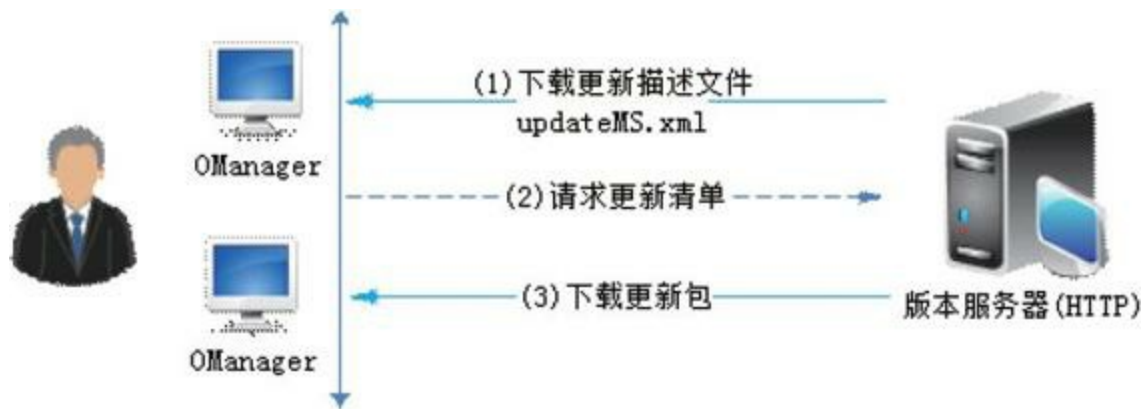 (1)下载更新描述文件
updateMS.xml
OManager
(2)请求更新清单
(3)下载更新包
版本服务器(HTTP)
OManager